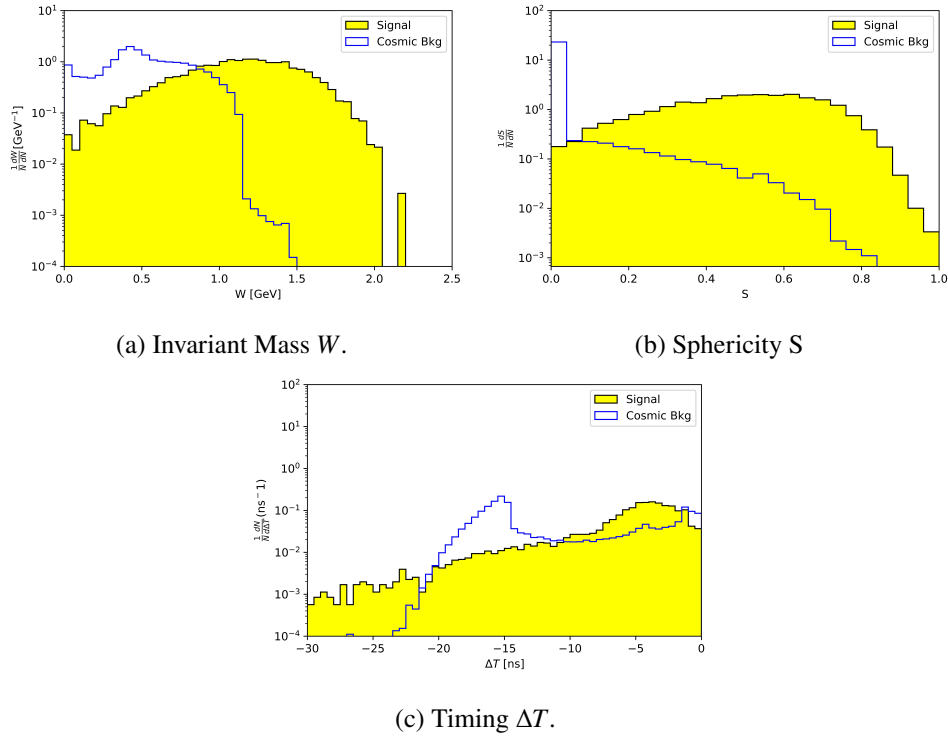 Signal
Cosmic Bkg
10^1
10^0
10^-1
10^-2
10^-3
10^-4
1/N dW/dN [GeV^-1]
0.0 0.5 1.0 1.5 2.0 2.5
W [GeV]
(a) Invariant Mass W.
Signal
Cosmic Bkg
10^2
10^1
10^0
10^-1
10^-2
10^-3
1/N dS/dN
0.0 0.2 0.4 0.6 0.8 1.0
S
(b) Sphericity S
Signal
Cosmic Bkg
10^2
10^1
10^0
10^-1
10^-2
10^-3
10^-4
1/N dN/dΔT (ns^-1)
−30 −25 −20 −15 −10 −5 0
ΔT [ns]
(c) Timing ΔT.